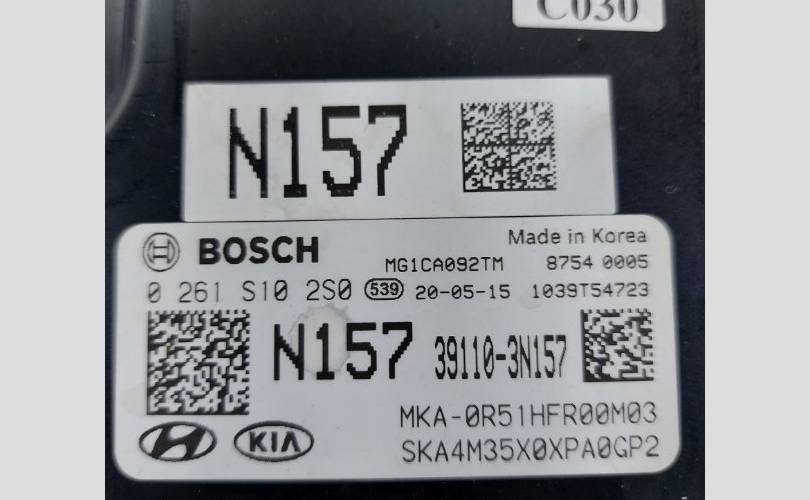 C030
N157
BOSCH
Made in Korea
MG1CA092TM 8754 0005
0 261 S10 2S0 539 20-05-15 1039T54723
N157 39110-3N157
MKA-0R51HFR00M03
SKA4M35X0XPA0GP2
KIA